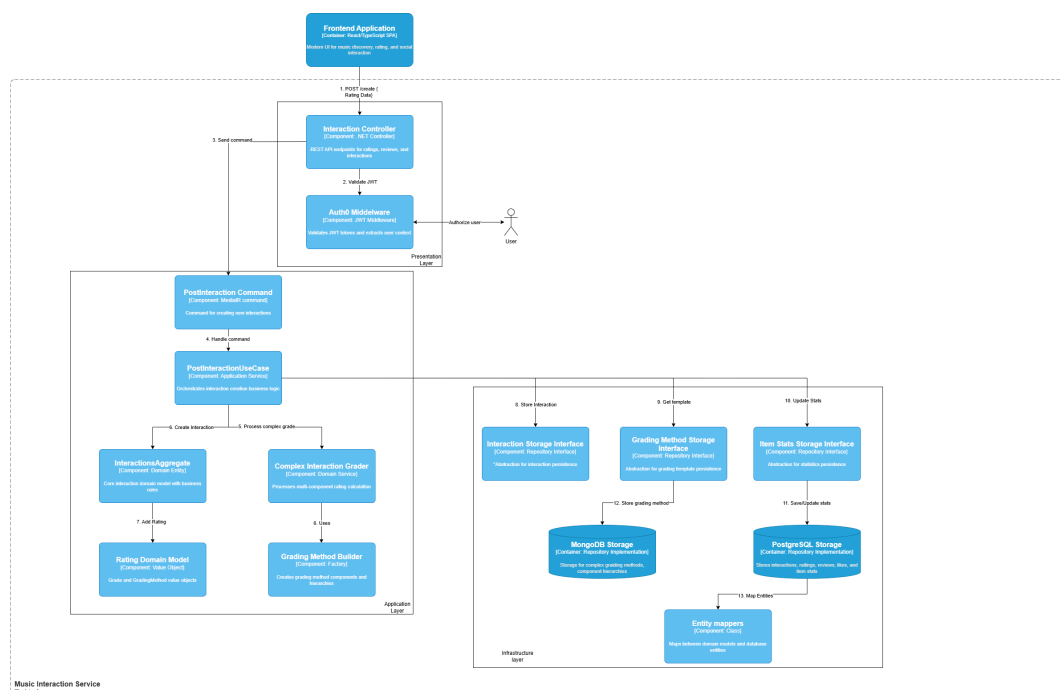 Frontend Application
[Container: React/TypeScript SPA]
Modern UI for music discovery, rating, and social
interaction
1. POST /create (
Rating Data)
Interaction Controller
[Component: .NET Controller]
REST API endpoints for ratings, reviews, and
interactions
3. Send command
2. Validate JWT
Auth0 Middelware
[Component: JWT Middleware]
Validates JWT tokens and extracts user context
Authorize user
User
Presentation
Layer
PostInteraction Command
[Component: MediatR command]
Command for creating new interactions
4. Handle command
PostInteractionUseCase
[Component: Application Service]
Orchestrates interaction creation business logic
6. Create Interaction
5. Process complex grade
8. Store Interaction
9. Get template
10. Update Stats
InteractionsAggregate
[Component: Domain Entity]
Core interaction domain model with business
rules
Complex Interaction Grader
[Component: Domain Service]
Processes multi-component rating calculation
Interaction Storage Interface
[Component: Repository Interface]
"Abstraction for interaction persistence
Grading Method Storage
Interface
[Component: Repository Interface]
Abstraction for grading template persistence
Item Stats Storage Interface
[Component: Repository Interface]
Abstraction for statistics persistence
7. Add Rating
6. Uses
12. Store grading method
11. Save/Update stats
Rating Domain Model
[Component: Value Object]
Grade and GradingMethod value objects
Grading Method Builder
[Component: Factory]
Creates grading method components and
hierarchies
MongoDB Storage
[Container: Repository Implementation]
Storage for complex grading methods,
component hierarchies
PostgreSQL Storage
[Container: Repository Implementation]
Stores interactions, ratings, reviews, likes, and
item stats
13. Map Entities
Application
Layer
Entity mappers
[Component: Class]
Maps between domain models and database
entities
Infrastructure
layer
Music Interaction Service